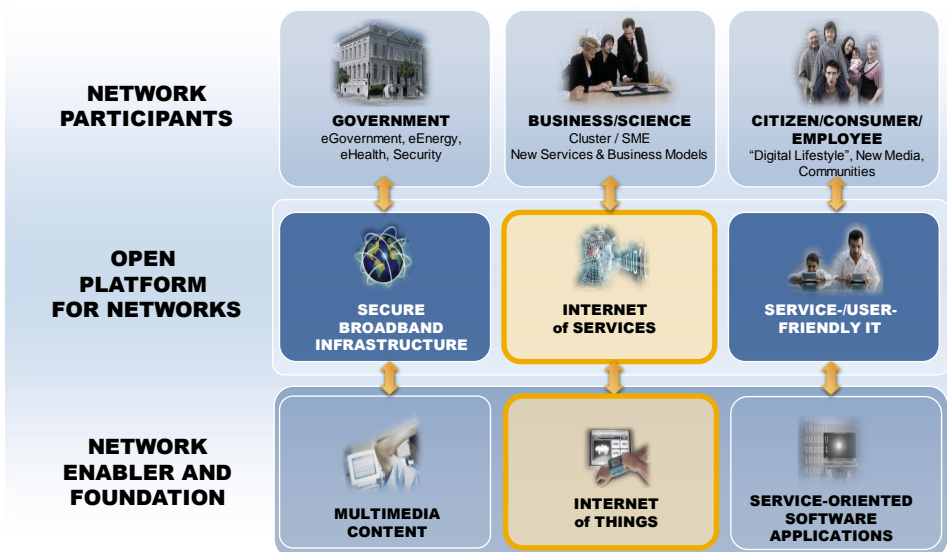 NETWORK
PARTICIPANTS
GOVERNMENT
eGovernment, eEnergy,
eHealth, Security
BUSINESS/SCIENCE
Cluster / SME
New Services & Business Models
CITIZEN/CONSUMER/
EMPLOYEE
“Digital Lifestyle”, New Media,
Communities
OPEN
PLATFORM
FOR NETWORKS
SECURE
BROADBAND
INFRASTRUCTURE
INTERNET
of SERVICES
SERVICE-/USER-
FRIENDLY IT
NETWORK
ENABLER AND
FOUNDATION
MULTIMEDIA
CONTENT
INTERNET
of THINGS
SERVICE-ORIENTED
SOFTWARE
APPLICATIONS